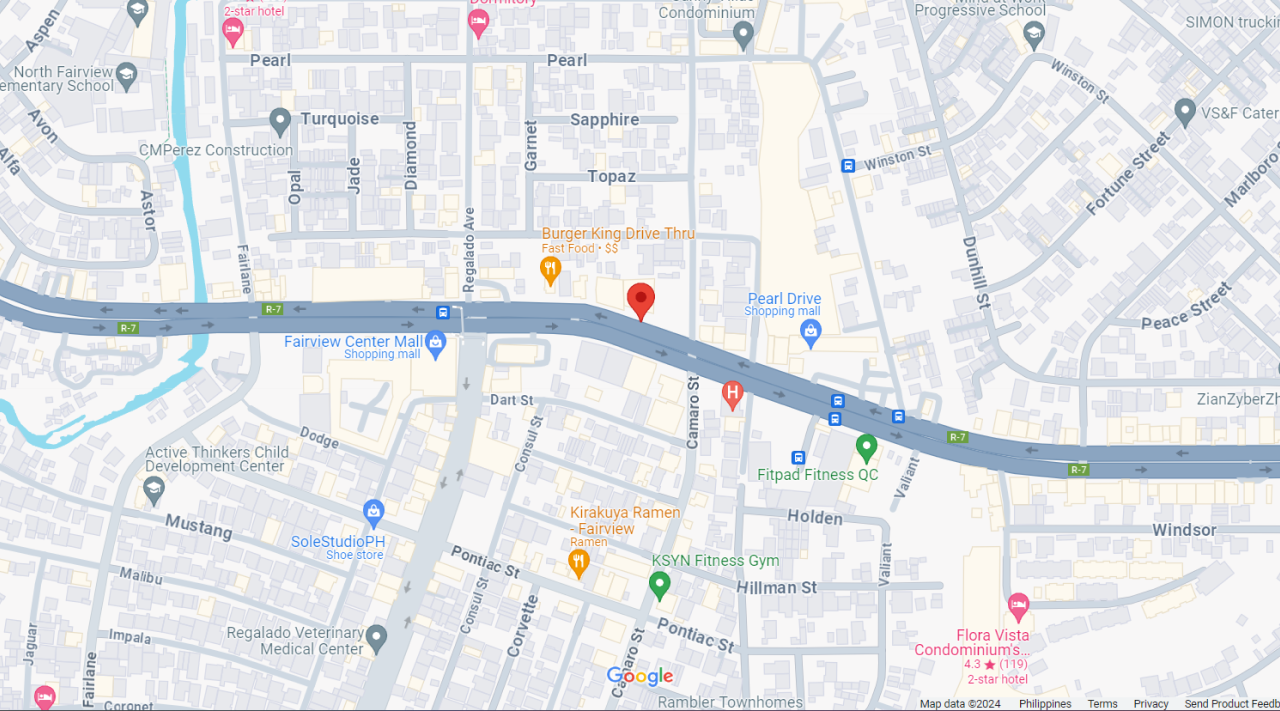 Aspen
2-star hotel
Dormitory
Condominium
Progressive School
SIMON
Pearl
Pearl
Winston St
North Fairview
ementary School
Turquoise
Sapphire
VS&F Cater
Avon
CMPerez Construction
Diamond
Garnet
Alfa
Jade
Winston St
Fortune Street
Topaz
Opal
Marlboro
Astor
Regalado Ave
Burger King Drive Thru
Fast Food • $$
Fairlane
Dunhill St
Pearl Drive
Shopping mall
R-7
R-7
Peace Street
Fairview Center Mall
Shopping mall
H
Dart St
Camaro St
ZianZyberZh
Consul St
Dodge
R-7
Active Thinkers Child
Development Center
R-7
Fitpad Fitness QC
Valiant
Kirakuya Ramen
- Fairview
Ramen
Holden
Mustang
Windsor
SoleStudioPH
Shoe store
Pontiac St
KSYN Fitness Gym
Valiant
Malibu
Hillman St
Consul St
Corvette
Impala
Regalado Veterinary
Medical Center
Pontiac St
Flora Vista
Condominium's...
4.3 ★ (119)
2-star hotel
Jaguar
Fairlane
Camaro St
Google
Coronet
Rambler Townhomes
Map data ©2024 Philippines Terms Privacy Send Product Feedb